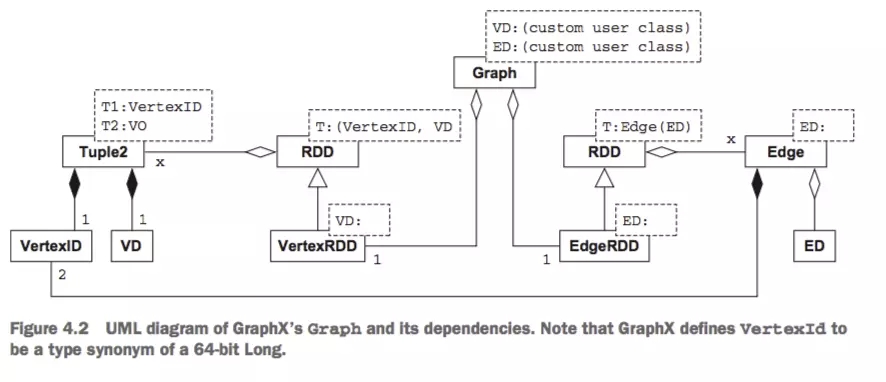 VD:(custom user class)
ED:(custom user class)
Graph
T1:VertexID
T2:VO
Tuple2
x
T:(VertexID, VD
RDD
T:Edge(ED)
RDD
x
ED:
Edge
1
1
VertexID
VD
VD:
VertexRDD
1
1
ED:
EdgeRDD
ED
2
Figure 4.2 UML diagram of GraphX's Graph and its dependencies. Note that GraphX defines VertexId to
be a type synonym of a 64-bit Long.